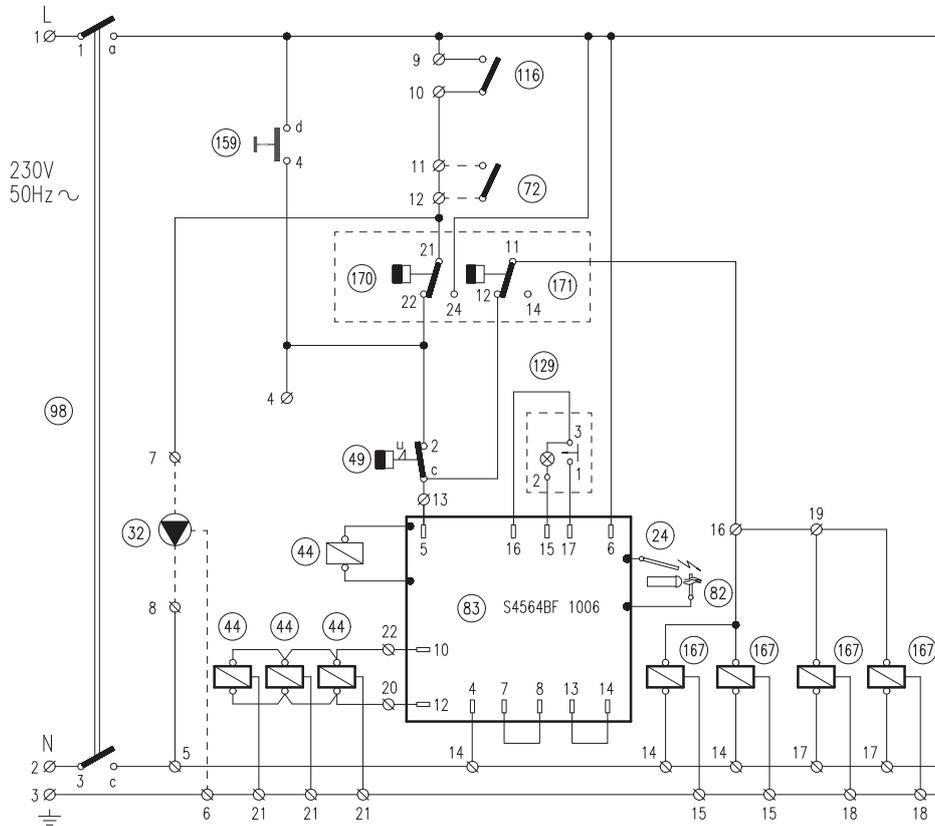 L
1 1 a
9 116
10
d
159
4
230V
50Hz
11
12 72
21 11
170 171
22 24 12 14
4
129
98
u 2
49 c
3
2 1
7
13
19
16
5 16 15 17 6
24
32
44
82
83 S4564BF 1006
8
44 44 44 22 10
167 167 167 167
20 12
4 7 8 13 14
N
2 3 c 5 14 14 14 17 17
3
6 21 21 21 15 15 18 18